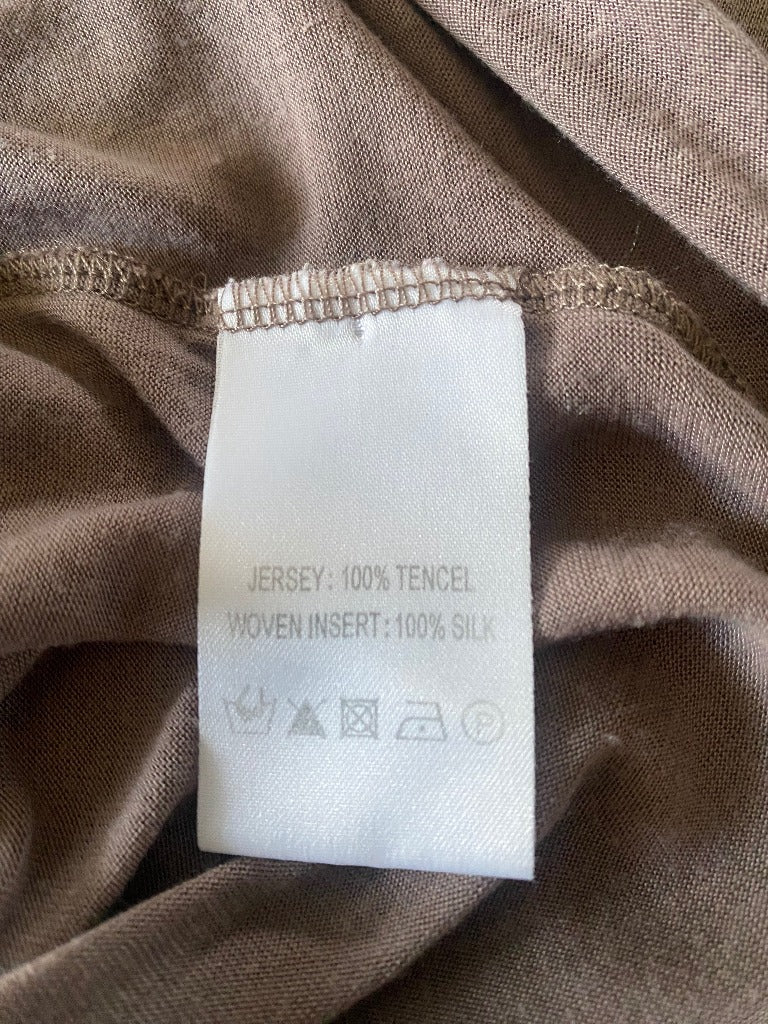 JERSEY: 100% TENCEL
WOVEN INSERT: 100% SILK
P